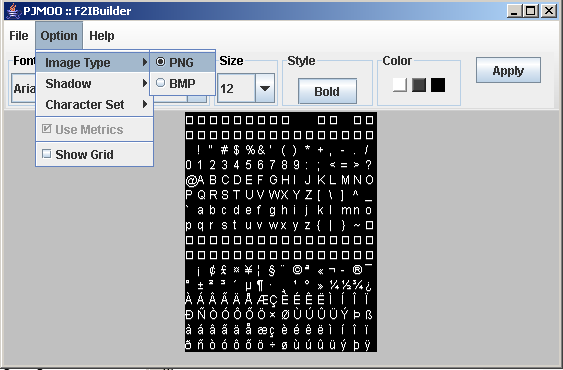 PJMOO :: F2IBuilder
File Option Help
Image Type
PNG
BMP
Shadow
Character Set
Use Metrics
Show Grid
Font
Aria
Size
12
Style
Bold
Color
Apply
! " # $ % & ' ( ) * + , - . /
0 1 2 3 4 5 6 7 8 9 : ; < = > ?
@ A B C D E F G H I J K L M N O
P Q R S T U V W X Y Z [ \ ] ^ _
` a b c d e f g h i j k l m n o
p q r s t u v w x y z { | } ~
¡ ¢ £ ¤ ¥ ¦ § ¨ © ª « ¬ - ® ¯
° ± ² ³ ´ µ ¶ · ¸ ¹ º » ¼ ½ ¾ ¿
À Á Â Ã Ä Å Æ Ç È É Ê Ë Ì Í Î Ï
Ð Ñ Ò Ó Ô Õ Ö × Ø Ù Ú Û Ü Ý Þ ß
à á â ã ä å æ ç è é ê ë ì í î ï
ð ñ ò ó ô õ ö ÷ ø ù ú û ü ý þ ÿ